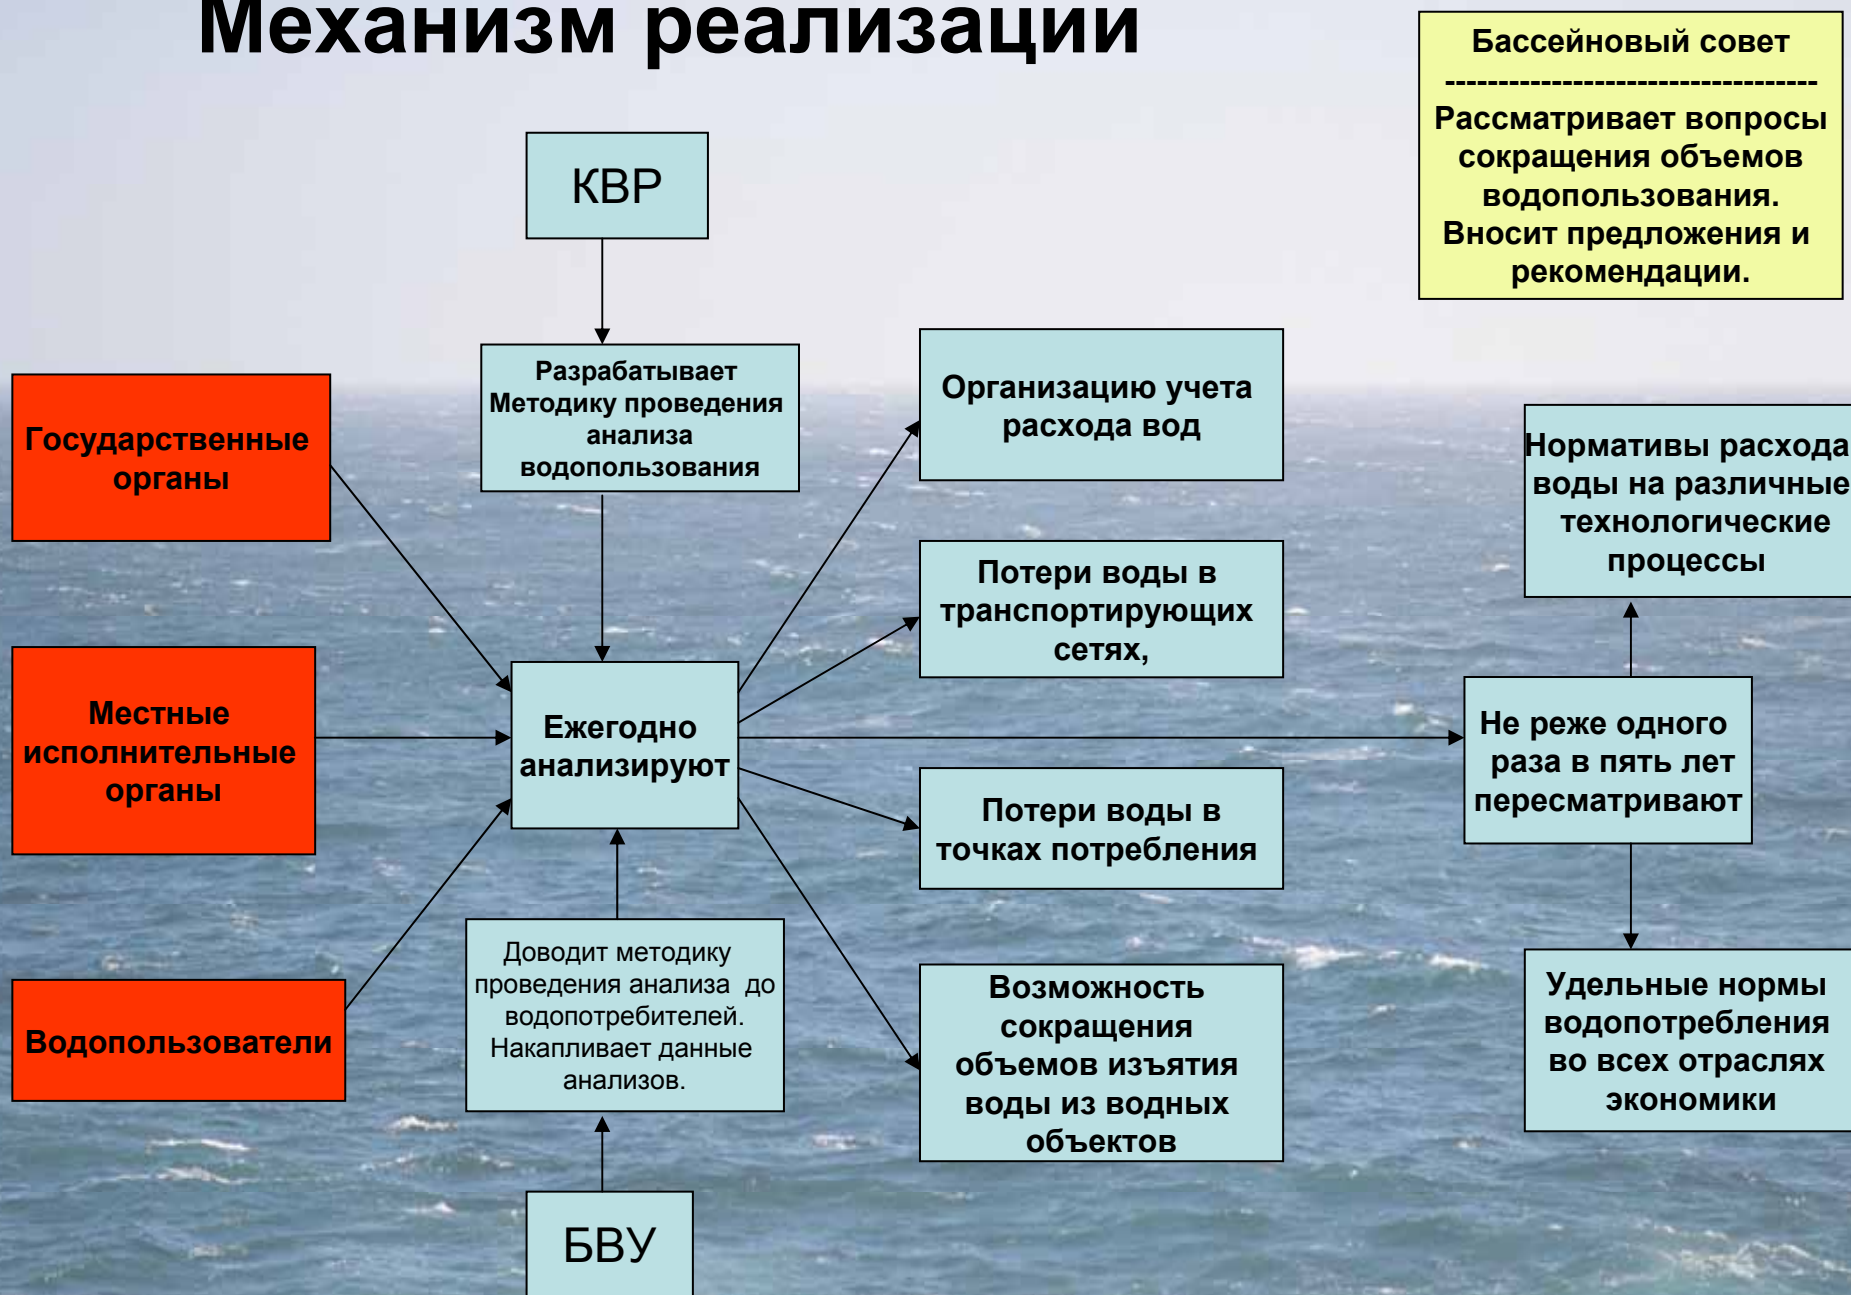 Механизм реализации
Бассейновый совет
-----------------------------------
Рассматривает вопросы
сокращения объемов
водопользования.
Вносит предложения и
рекомендации.
КВР
Разрабатывает
Методику проведения
анализа
водопользования
Государственные
органы
Местные
исполнительные
органы
Водопользователи
Ежегодно
анализируют
Доводит методику
проведения анализа до
водопотребителей.
Накапливает данные
анализов.
БВУ
Организацию учета
расхода вод
Потери воды в
транспортирующих
сетях,
Потери воды в
точках потребления
Возможность
сокращения
объемов изъятия
воды из водных
объектов
Нормативы расхода
воды на различные
технологические
процессы
Не реже одного
раза в пять лет
пересматривают
Удельные нормы
водопотребления
во всех отраслях
экономики